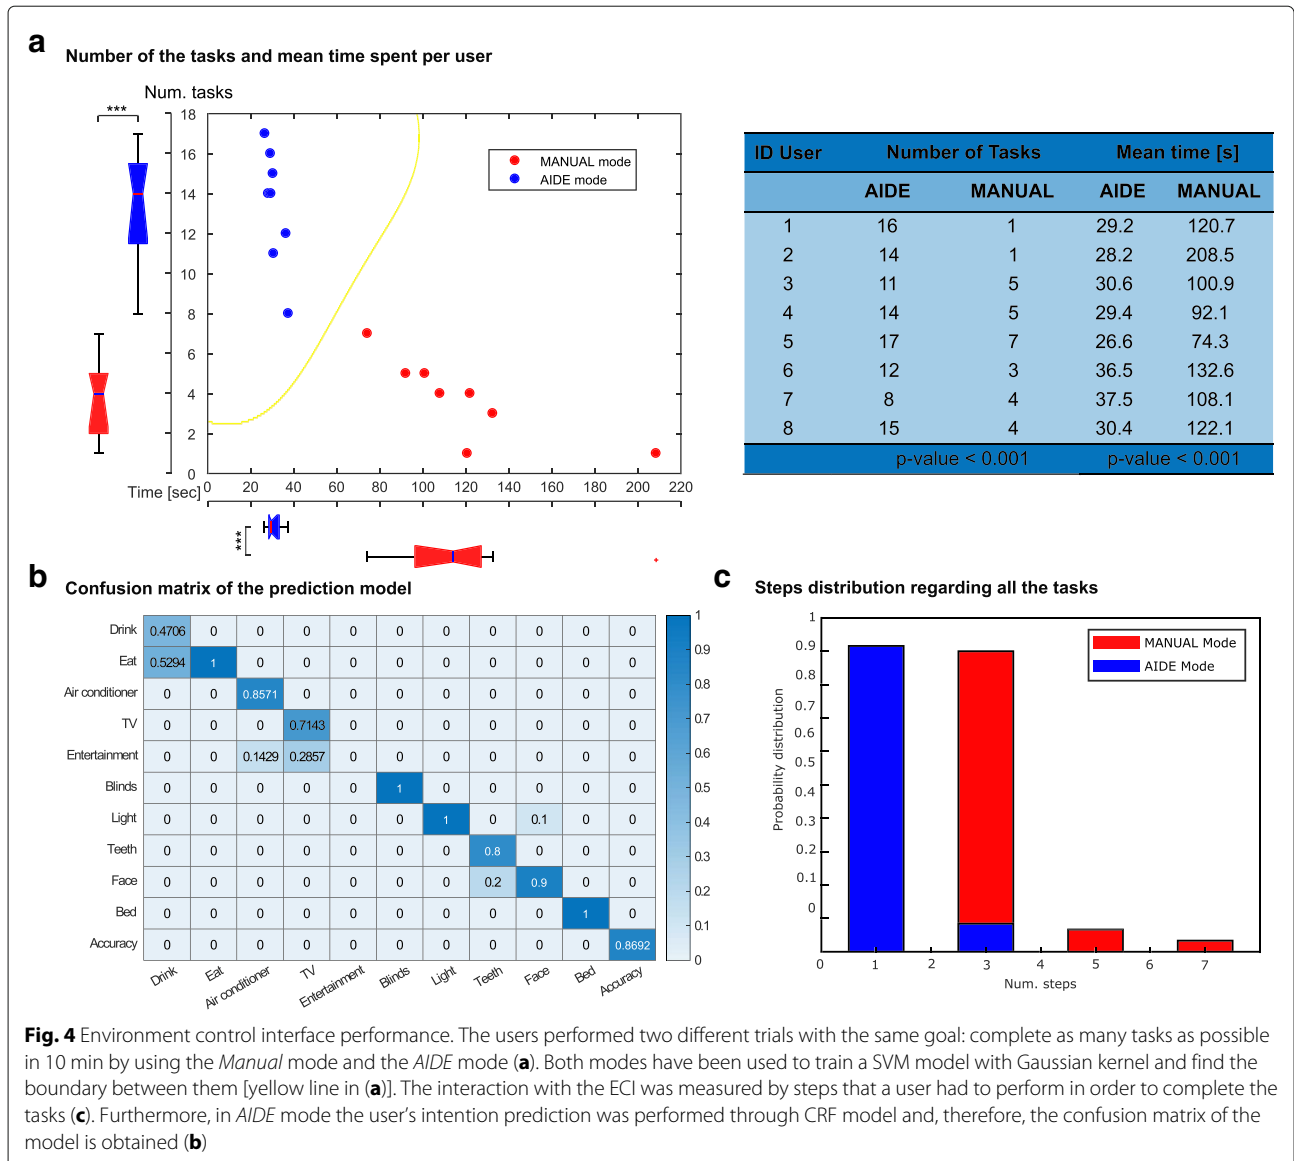 a
Number of the tasks and mean time spent per user
Num. tasks
***
18
16
14
12
10
8
6
4
2
0
MANUAL mode
AIDE mode
Time [sec]
0 20 40 60 80 100 120 140 160 180 200 220
***
ID User Number of Tasks Mean time [s]
AIDE MANUAL AIDE MANUAL
1 16 1 29.2 120.7
2 14 1 28.2 208.5
3 11 5 30.6 100.9
4 14 5 29.4 92.1
5 17 7 26.6 74.3
6 12 3 36.5 132.6
7 8 4 37.5 108.1
8 15 4 30.4 122.1
p-value < 0.001 p-value < 0.001
b
Confusion matrix of the prediction model
Drink 0.4706 0 0 0 0 0 0 0 0 0 0
Eat 0.5294 1 0 0 0 0 0 0 0 0 0
Air conditioner 0 0 0.8571 0 0 0 0 0 0 0 0
TV 0 0 0 0.7143 0 0 0 0 0 0 0
Entertainment 0 0 0.1429 0.2857 0 0 0 0 0 0 0
Blinds 0 0 0 0 0 1 0 0 0 0 0
Light 0 0 0 0 0 0 1 0 0.1 0 0
Teeth 0 0 0 0 0 0 0 0.8 0 0 0
Face 0 0 0 0 0 0 0 0.2 0.9 0 0
Bed 0 0 0 0 0 0 0 0 0 1 0
Accuracy 0 0 0 0 0 0 0 0 0 0 0.8692
Drink Eat Air conditioner TV Entertainment Blinds Light Teeth Face Bed Accuracy
1
0.9
0.8
0.7
0.6
0.5
0.4
0.3
0.2
0.1
0
c
Steps distribution regarding all the tasks
Probability distribution
1
0.9
0.8
0.9
0.8
0.7
0.6
0.5
0.4
0.3
0.2
0.1
0
MANUAL Mode
AIDE Mode
0 1 2 3 4 5 6 7
Num. steps
Fig. 4 Environment control interface performance. The users performed two different trials with the same goal: complete as many tasks as possible
in 10 min by using the Manual mode and the AIDE mode (a). Both modes have been used to train a SVM model with Gaussian kernel and find the
boundary between them [yellow line in (a)]. The interaction with the ECI was measured by steps that a user had to perform in order to complete the
tasks (c). Furthermore, in AIDE mode the user's intention prediction was performed through CRF model and, therefore, the confusion matrix of the
model is obtained (b)